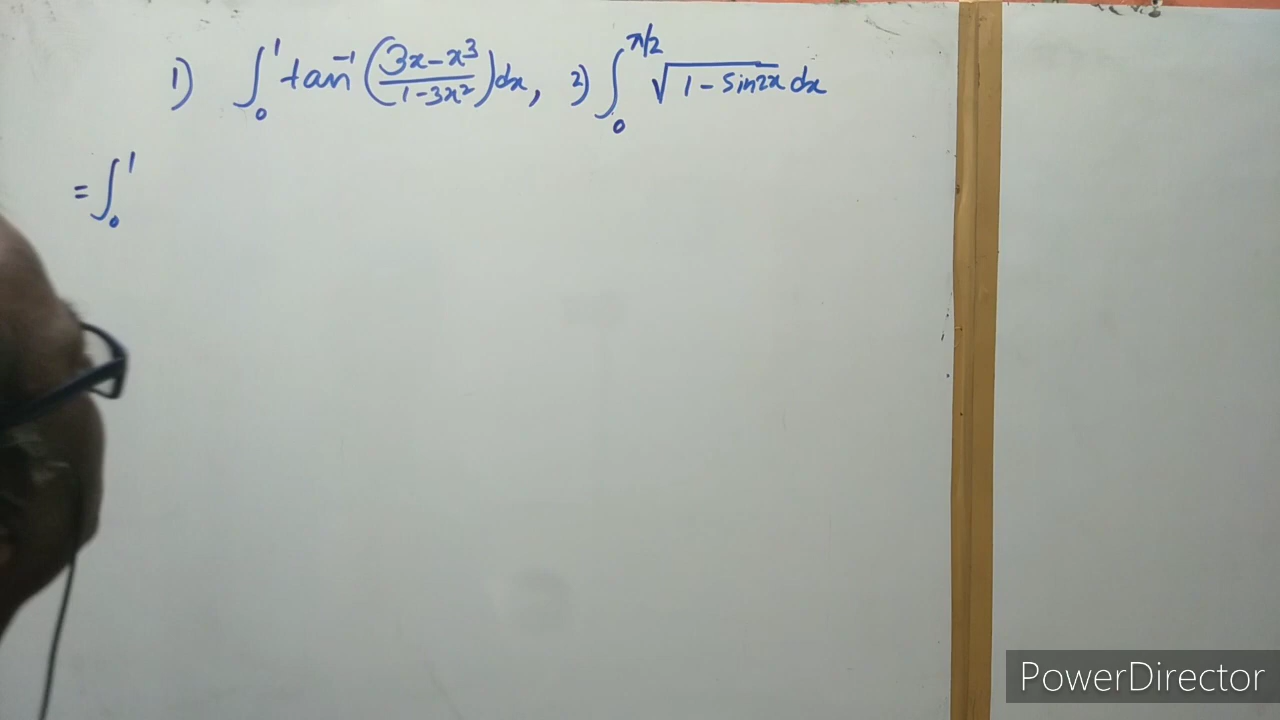 1) ∫₀¹ tan⁻¹ (3x-x³/1-3x²) dx, 2) ∫₀^π/2 √1-Sin2x dx
= ∫₀¹
PowerDirector